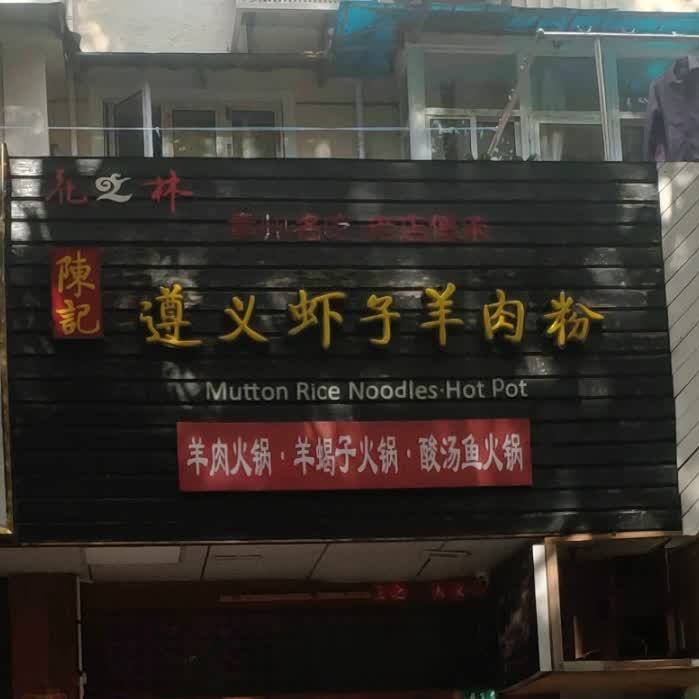 花之林
陳記
遵义虾子羊肉粉
Mutton Rice Noodles·Hot Pot
羊肉火锅·羊蝎子火锅·酸汤鱼火锅